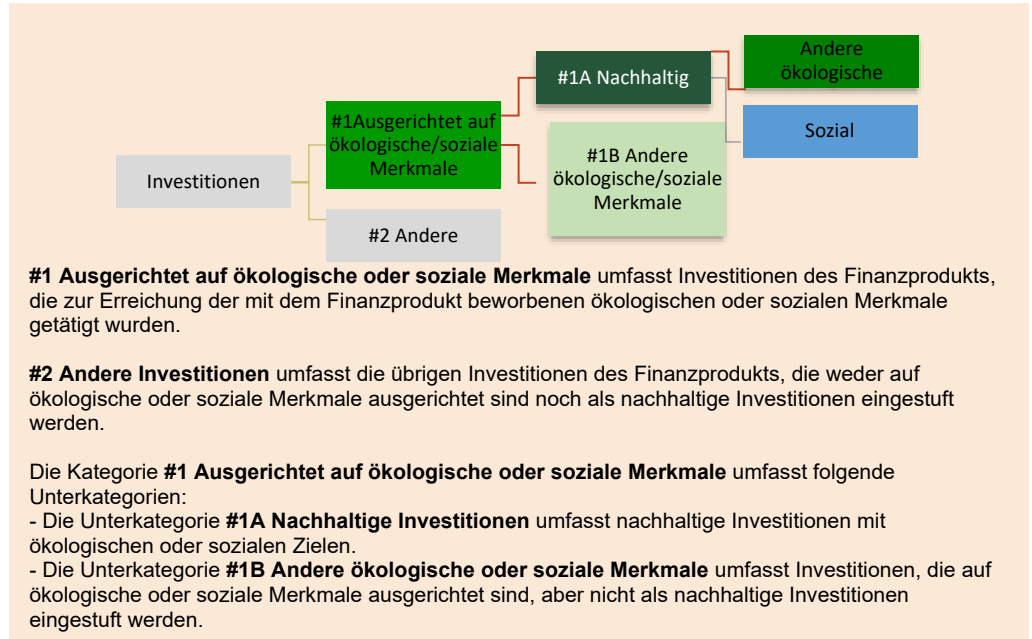 Andere
ökologische
#1A Nachhaltig
#1Ausgerichtet auf
ökologische/soziale
Merkmale
Sozial
#1B Andere
ökologische/soziale
Merkmale
Investitionen
#2 Andere
#1 Ausgerichtet auf ökologische oder soziale Merkmale umfasst Investitionen des Finanzprodukts,
die zur Erreichung der mit dem Finanzprodukt beworbenen ökologischen oder sozialen Merkmale
getätigt wurden.
#2 Andere Investitionen umfasst die übrigen Investitionen des Finanzprodukts, die weder auf
ökologische oder soziale Merkmale ausgerichtet sind noch als nachhaltige Investitionen eingestuft
werden.
Die Kategorie #1 Ausgerichtet auf ökologische oder soziale Merkmale umfasst folgende
Unterkategorien:
- Die Unterkategorie #1A Nachhaltige Investitionen umfasst nachhaltige Investitionen mit
ökologischen oder sozialen Zielen.
- Die Unterkategorie #1B Andere ökologische oder soziale Merkmale umfasst Investitionen, die auf
ökologische oder soziale Merkmale ausgerichtet sind, aber nicht als nachhaltige Investitionen
eingestuft werden.